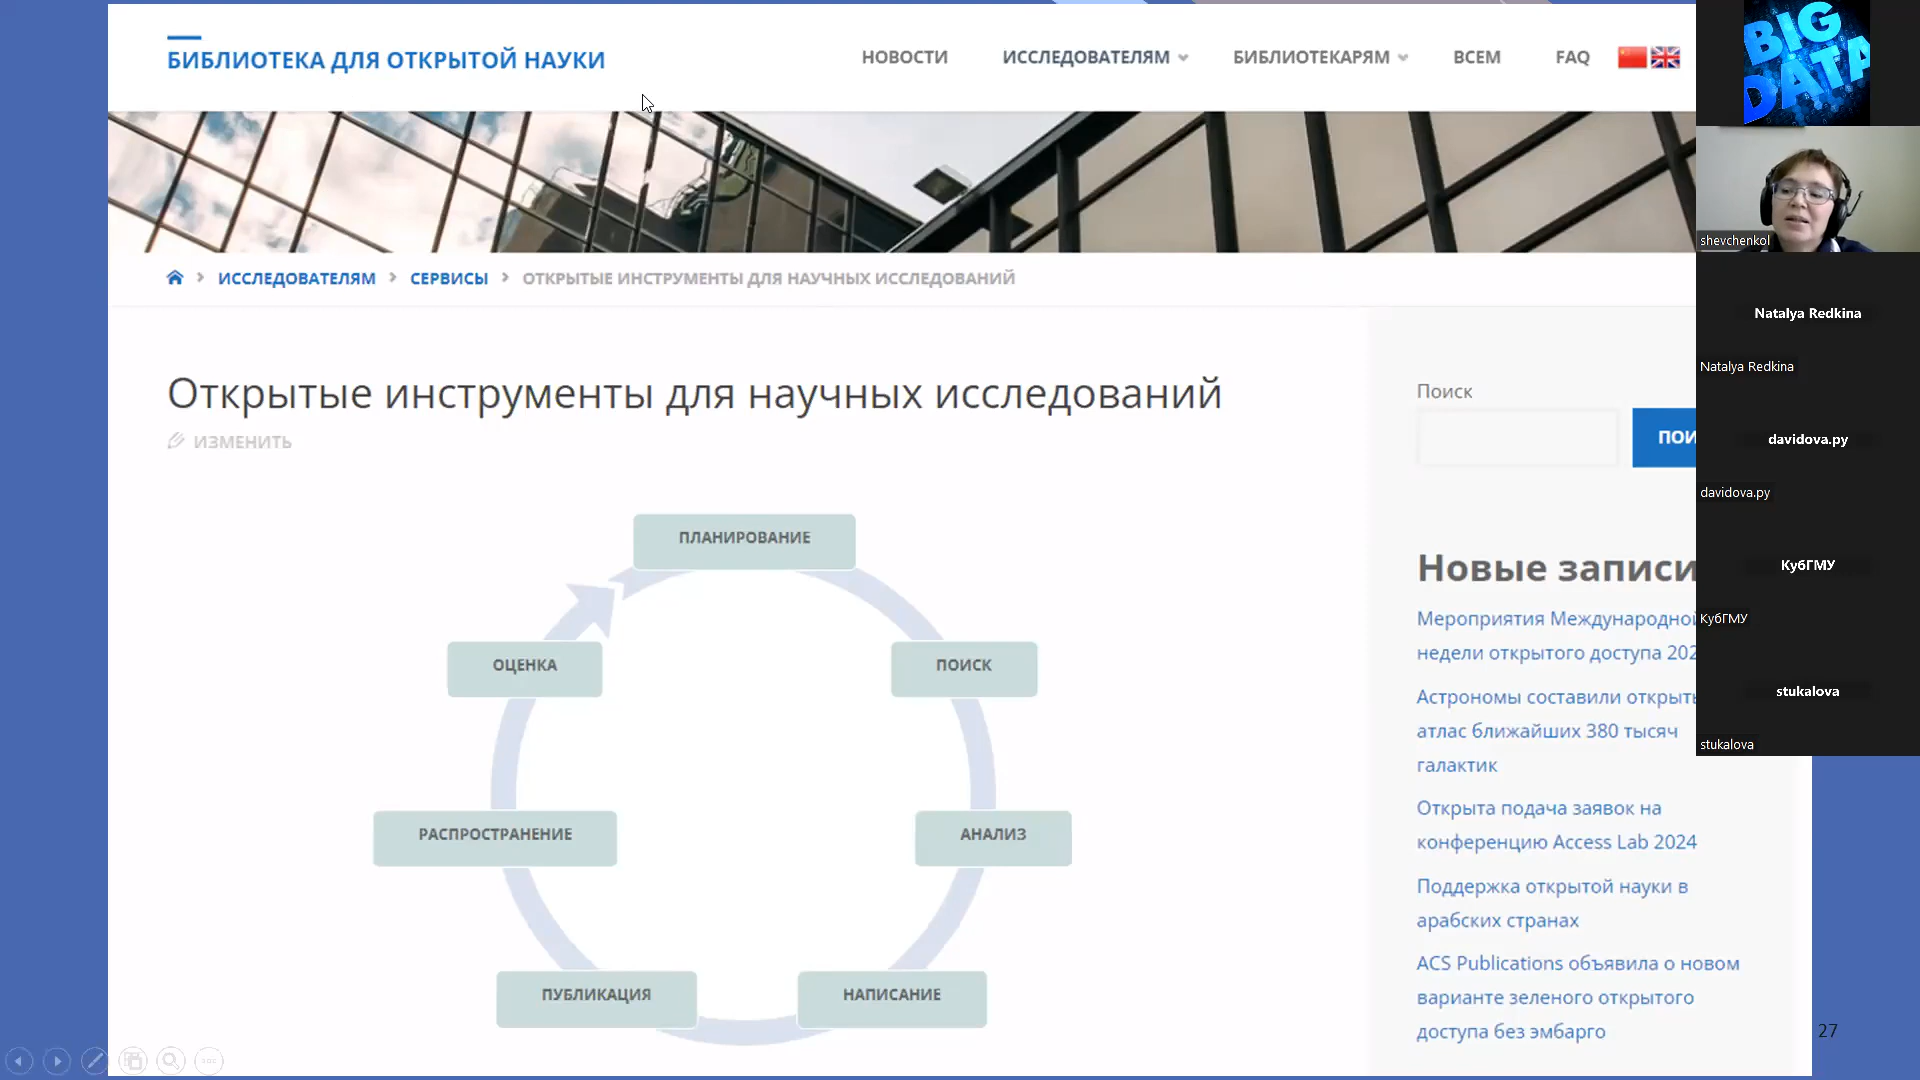 БИБЛИОТЕКА ДЛЯ ОТКРЫТОЙ НАУКИ
НОВОСТИ ИССЛЕДОВАТЕЛЯМ БИБЛИОТЕКАРЯМ ВСЕМ FAQ
ИССЛЕДОВАТЕЛЯМ СЕРВИСЫ ОТКРЫТЫЕ ИНСТРУМЕНТЫ ДЛЯ НАУЧНЫХ ИССЛЕДОВАНИЙ
Открытые инструменты для научных исследований
ИЗМЕНИТЬ
ПЛАНИРОВАНИЕ
ПОИСК
АНАЛИЗ
НАПИСАНИЕ
ПУБЛИКАЦИЯ
РАСПРОСТРАНЕНИЕ
ОЦЕНКА
Поиск
ПОИ
Новые записи
Мероприятия Международной
недели открытого доступа 202
Астрономы составили открыт
атлас ближайших 380 тысяч
галактик
Открыта подача заявок на
конференцию Access Lab 2024
Поддержка открытой науки в
арабских странах
ACS Publications объявила о новом
варианте зеленого открытого
доступа без эмбарго
27
BIG
DATA
shevchenkol
Natalya Redkina
Natalya Redkina
davidova.py
davidova.py
КубГМУ
КубГМУ
stukalova
stukalova